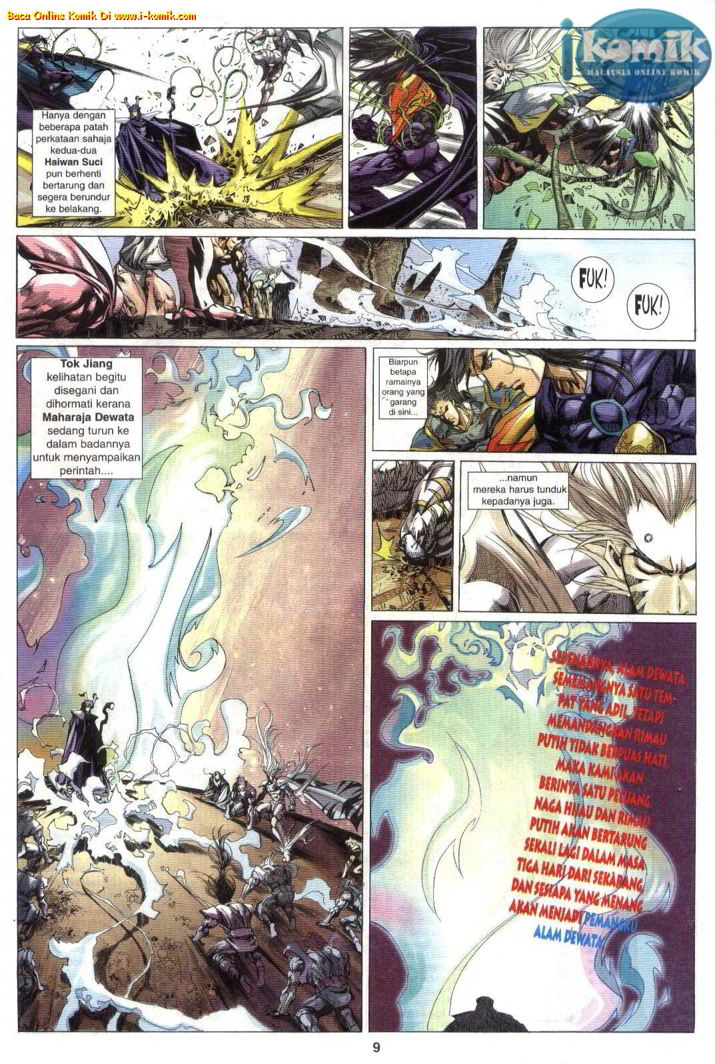 Baca Online Komik Di www.i-komik.com
ikomik
MALAYSIA ONLINE KOMIK
Hanya dengan
beberapa patah
perkataan sahaja
kedua-dua
Haiwan Suci
pun berhenti
bertarung dan
segera berundur
ke belakang.
FUK!
FUK!
Tok Jiang
kelihatan begitu
disegani dan
dihormati kerana
Maharaja Dewata
sedang turun ke
dalam badannya
untuk menyampaikan
perintah....
Biarpun
betapa
ramainya
orang yang
garang
di sini...
...namun
mereka harus tunduk
kepadanya juga.
SEBENARNYA, ALAM DEWATA
SEMEMANGNYA SATU TEM-
PAT YANG ADIL. TETAPI
MEMANDANGKAN RIMAU
PUTIH TIDAK BERPUAS HATI,
MAKA KAMI AKAN
BERINYA SATU PELUANG.
NAGA HIJAU DAN RIMAU
PUTIH AKAN BERTARUNG
SEKALI LAGI DALAM MASA
TIGA HARI DARI SEKARANG,
DAN SESIAPA YANG MENANG
AKAN MENJADI PEMANGKU
ALAM DEWATA
9